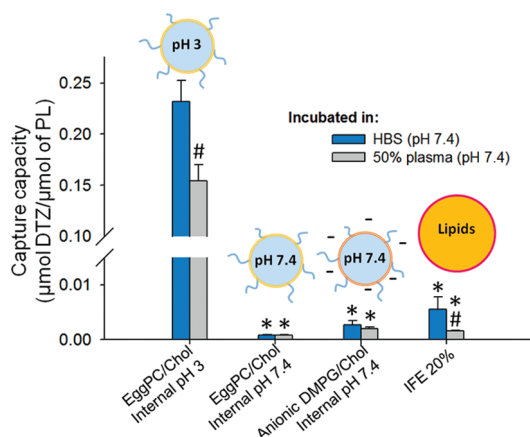 pH 3
0.25
0.20
0.15
0.10
0.01
0.00
Capture capacity
(μmol DTZ/μmol of PL)
#
Incubated in:
HBS (pH 7.4)
50% plasma (pH 7.4)
pH 7.4
pH 7.4
Lipids
− − − − −
* *
* *
* *
#
EggPC/Chol
Internal pH 3
EggPC/Chol
Internal pH 7.4
Anionic DMPG/Chol
Internal pH 7.4
IFE 20%